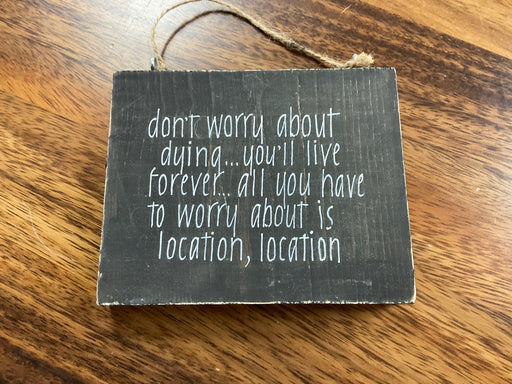 don't worry about
dying...you'll live
forever... all you have
to worry about is
location, location